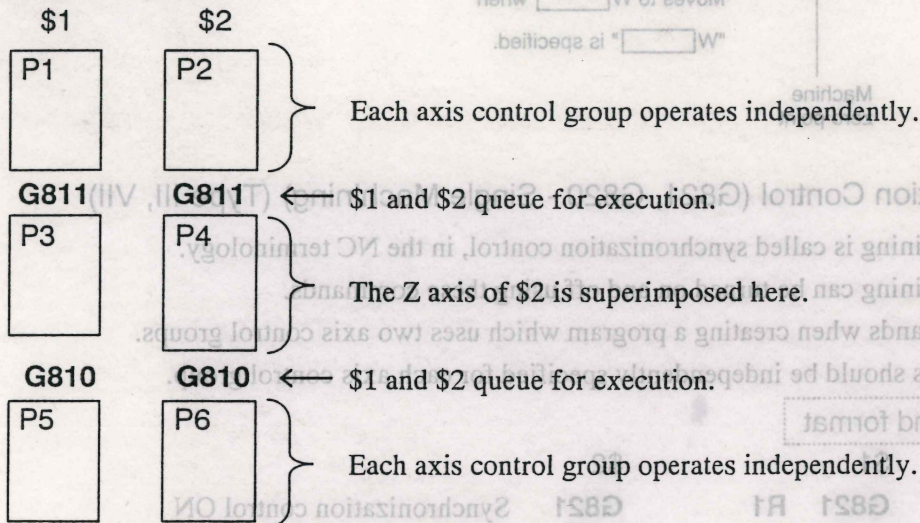 $1 $2
P1 P2
Each axis control group operates independently.
G811 G811 ← $1 and $2 queue for execution.
P3 P4
The Z axis of $2 is superimposed here.
G810 G810 ← $1 and $2 queue for execution.
P5 P6
Each axis control group operates independently.